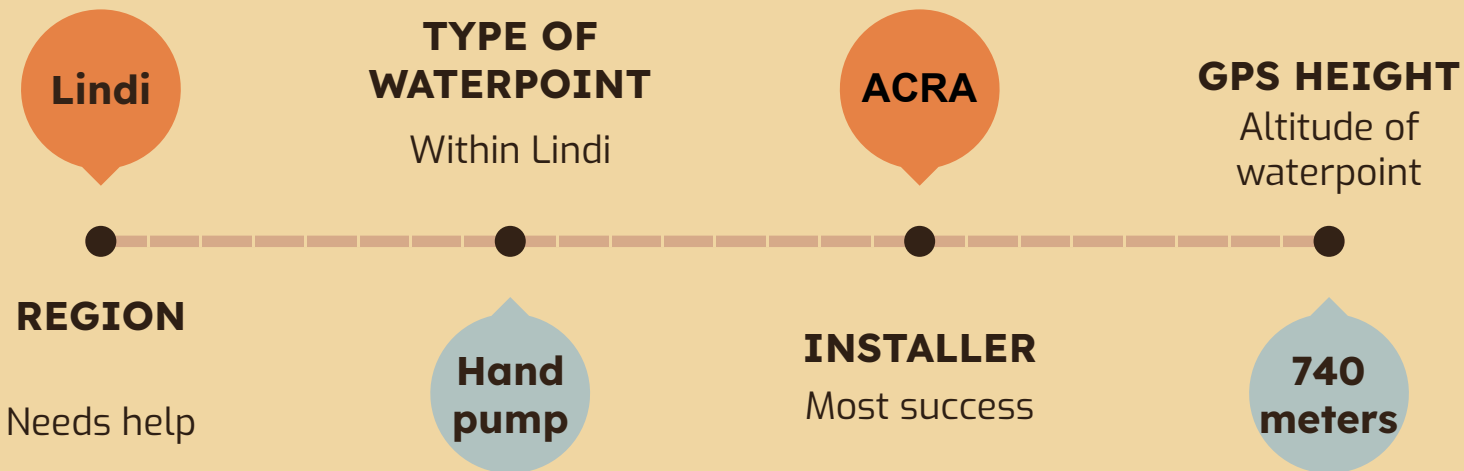 Lindi
REGION
Needs help
TYPE OF
WATERPOINT
Within Lindi
Hand
pump
ACRA
INSTALLER
Most success
GPS HEIGHT
Altitude of
waterpoint
740
meters